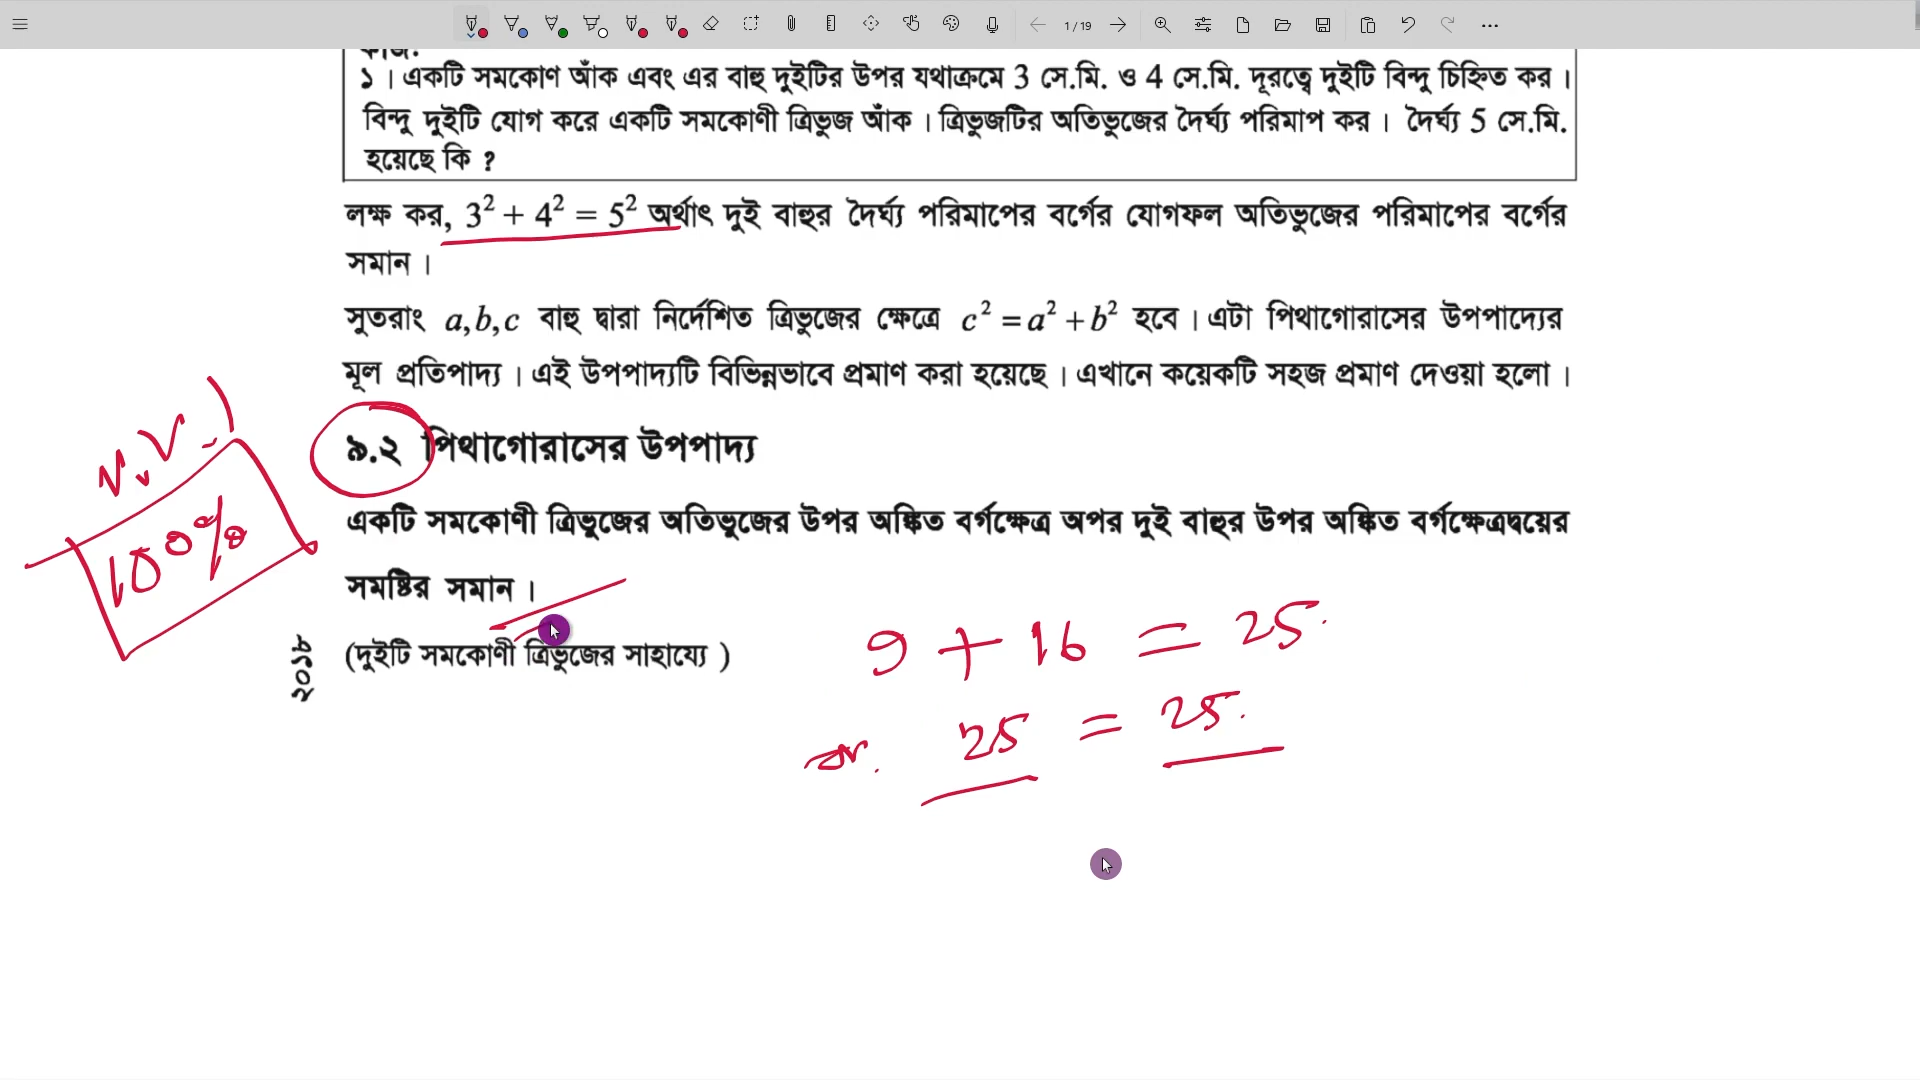 1 / 19
কাজ:
১। একটি সমকোণ আঁক এবং এর বাহু দুইটির উপর যথাক্রমে 3 সে.মি. ও 4 সে.মি. দূরত্বে দুইটি বিন্দু চিহ্নিত কর।
বিন্দু দুইটি যোগ করে একটি সমকোণী ত্রিভুজ আঁক। ত্রিভুজটির অতিভুজের দৈর্ঘ্য পরিমাপ কর। দৈর্ঘ্য 5 সে.মি.
হয়েছে কি ?
লক্ষ কর, 3² + 4² = 5² অর্থাৎ দুই বাহুর দৈর্ঘ্য পরিমাপের বর্গের যোগফল অতিভুজের পরিমাপের বর্গের
সমান।
সুতরাং a,b,c বাহু দ্বারা নির্দেশিত ত্রিভুজের ক্ষেত্রে c² = a² + b² হবে। এটা পিথাগোরাসের উপপাদ্যের
মূল প্রতিপাদ্য। এই উপপাদ্যটি বিভিন্নভাবে প্রমাণ করা হয়েছে। এখানে কয়েকটি সহজ প্রমাণ দেওয়া হলো।
৯.২ পিথাগোরাসের উপপাদ্য
100%
একটি সমকোণী ত্রিভুজের অতিভুজের উপর অঙ্কিত বর্গক্ষেত্র অপর দুই বাহুর উপর অঙ্কিত বর্গক্ষেত্রদ্বয়ের
সমষ্টির সমান।
(দুইটি সমকোণী ত্রিভুজের সাহায্যে )
২০১৮
9 + 16 = 25.
25 = 25.